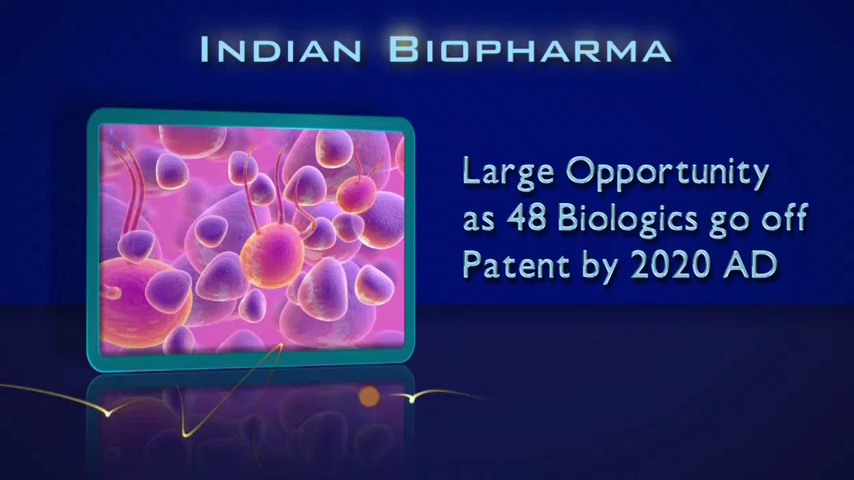 Indian Biopharma
Large Opportunity
as 48 Biologics go off
Patent by 2020 AD